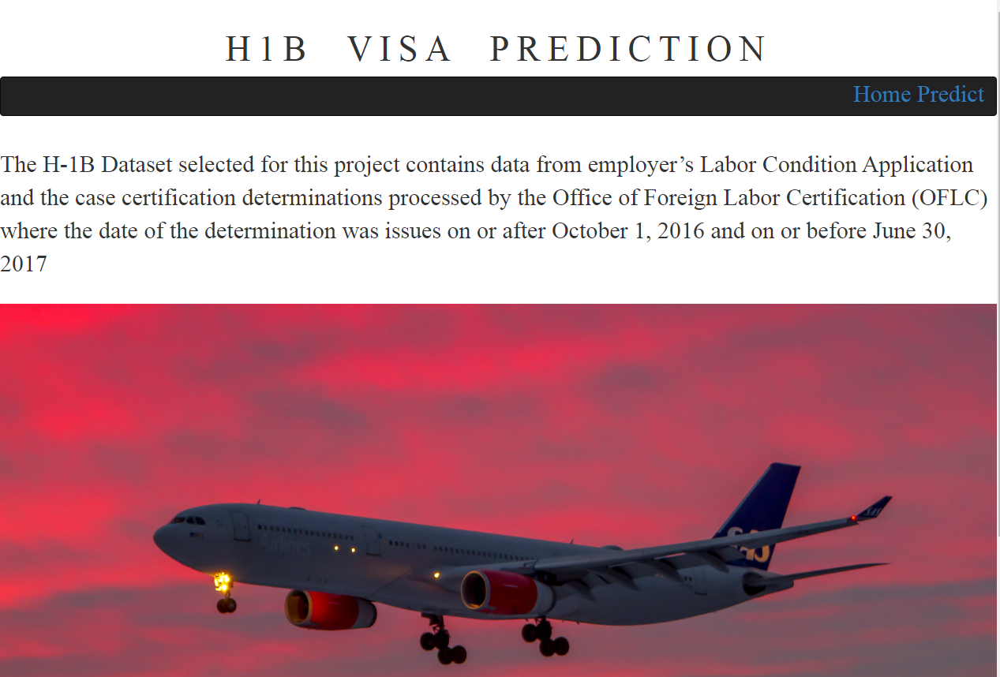 H1B VISA PREDICTION
Home Predict
The H-1B Dataset selected for this project contains data from employer’s Labor Condition Application
and the case certification determinations processed by the Office of Foreign Labor Certification (OFLC)
where the date of the determination was issues on or after October 1, 2016 and on or before June 30,
2017
Airlines
SAS
SAS